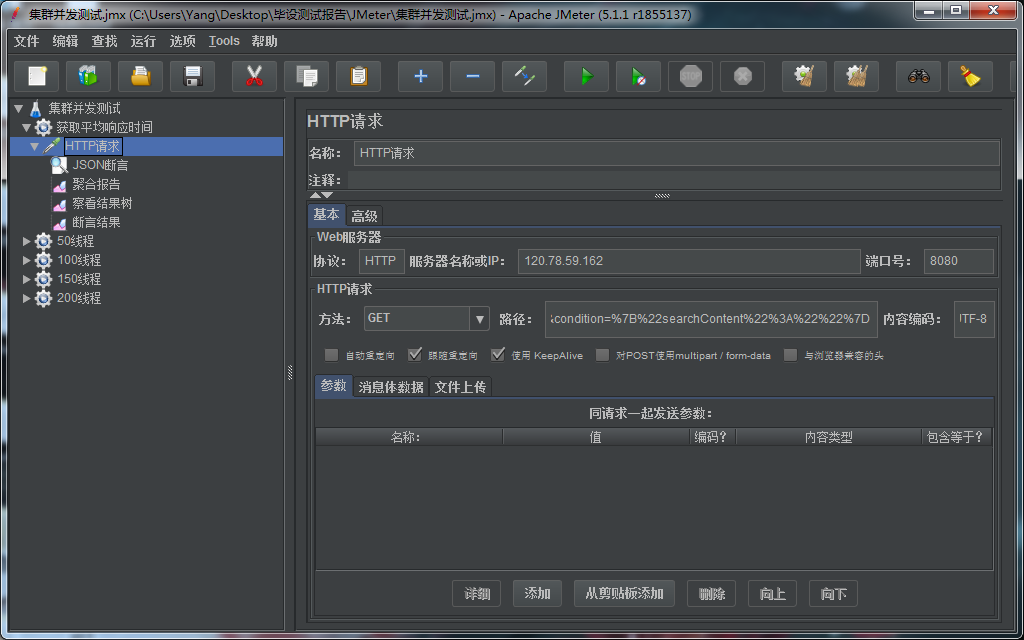 集群并发测试.jmx (C:\Users\Yang\Desktop\毕设测试报告\JMeter\集群并发测试.jmx) - Apache JMeter (5.1.1 r1855137)
文件 编辑 查找 运行 选项 Tools 帮助
STOP
集群并发测试
获取平均响应时间
HTTP请求
JSON断言
聚合报告
察看结果树
断言结果
50线程
100线程
150线程
200线程
HTTP请求
名称： HTTP请求
注释：
基本 高级
Web服务器
协议： HTTP 服务器名称或IP： 120.78.59.162 端口号： 8080
HTTP请求
方法： GET 路径： condition=%7B%22searchContent%22%3A%22%22%7D 内容编码： UTF-8
自动重定向 跟随重定向 使用 KeepAlive 对POST使用multipart / form-data 与浏览器兼容的头
参数 消息体数据 文件上传
同请求一起发送参数：
名称： 值 编码？ 内容类型 包含等于？
详细 添加 从剪贴板添加 删除 向上 向下